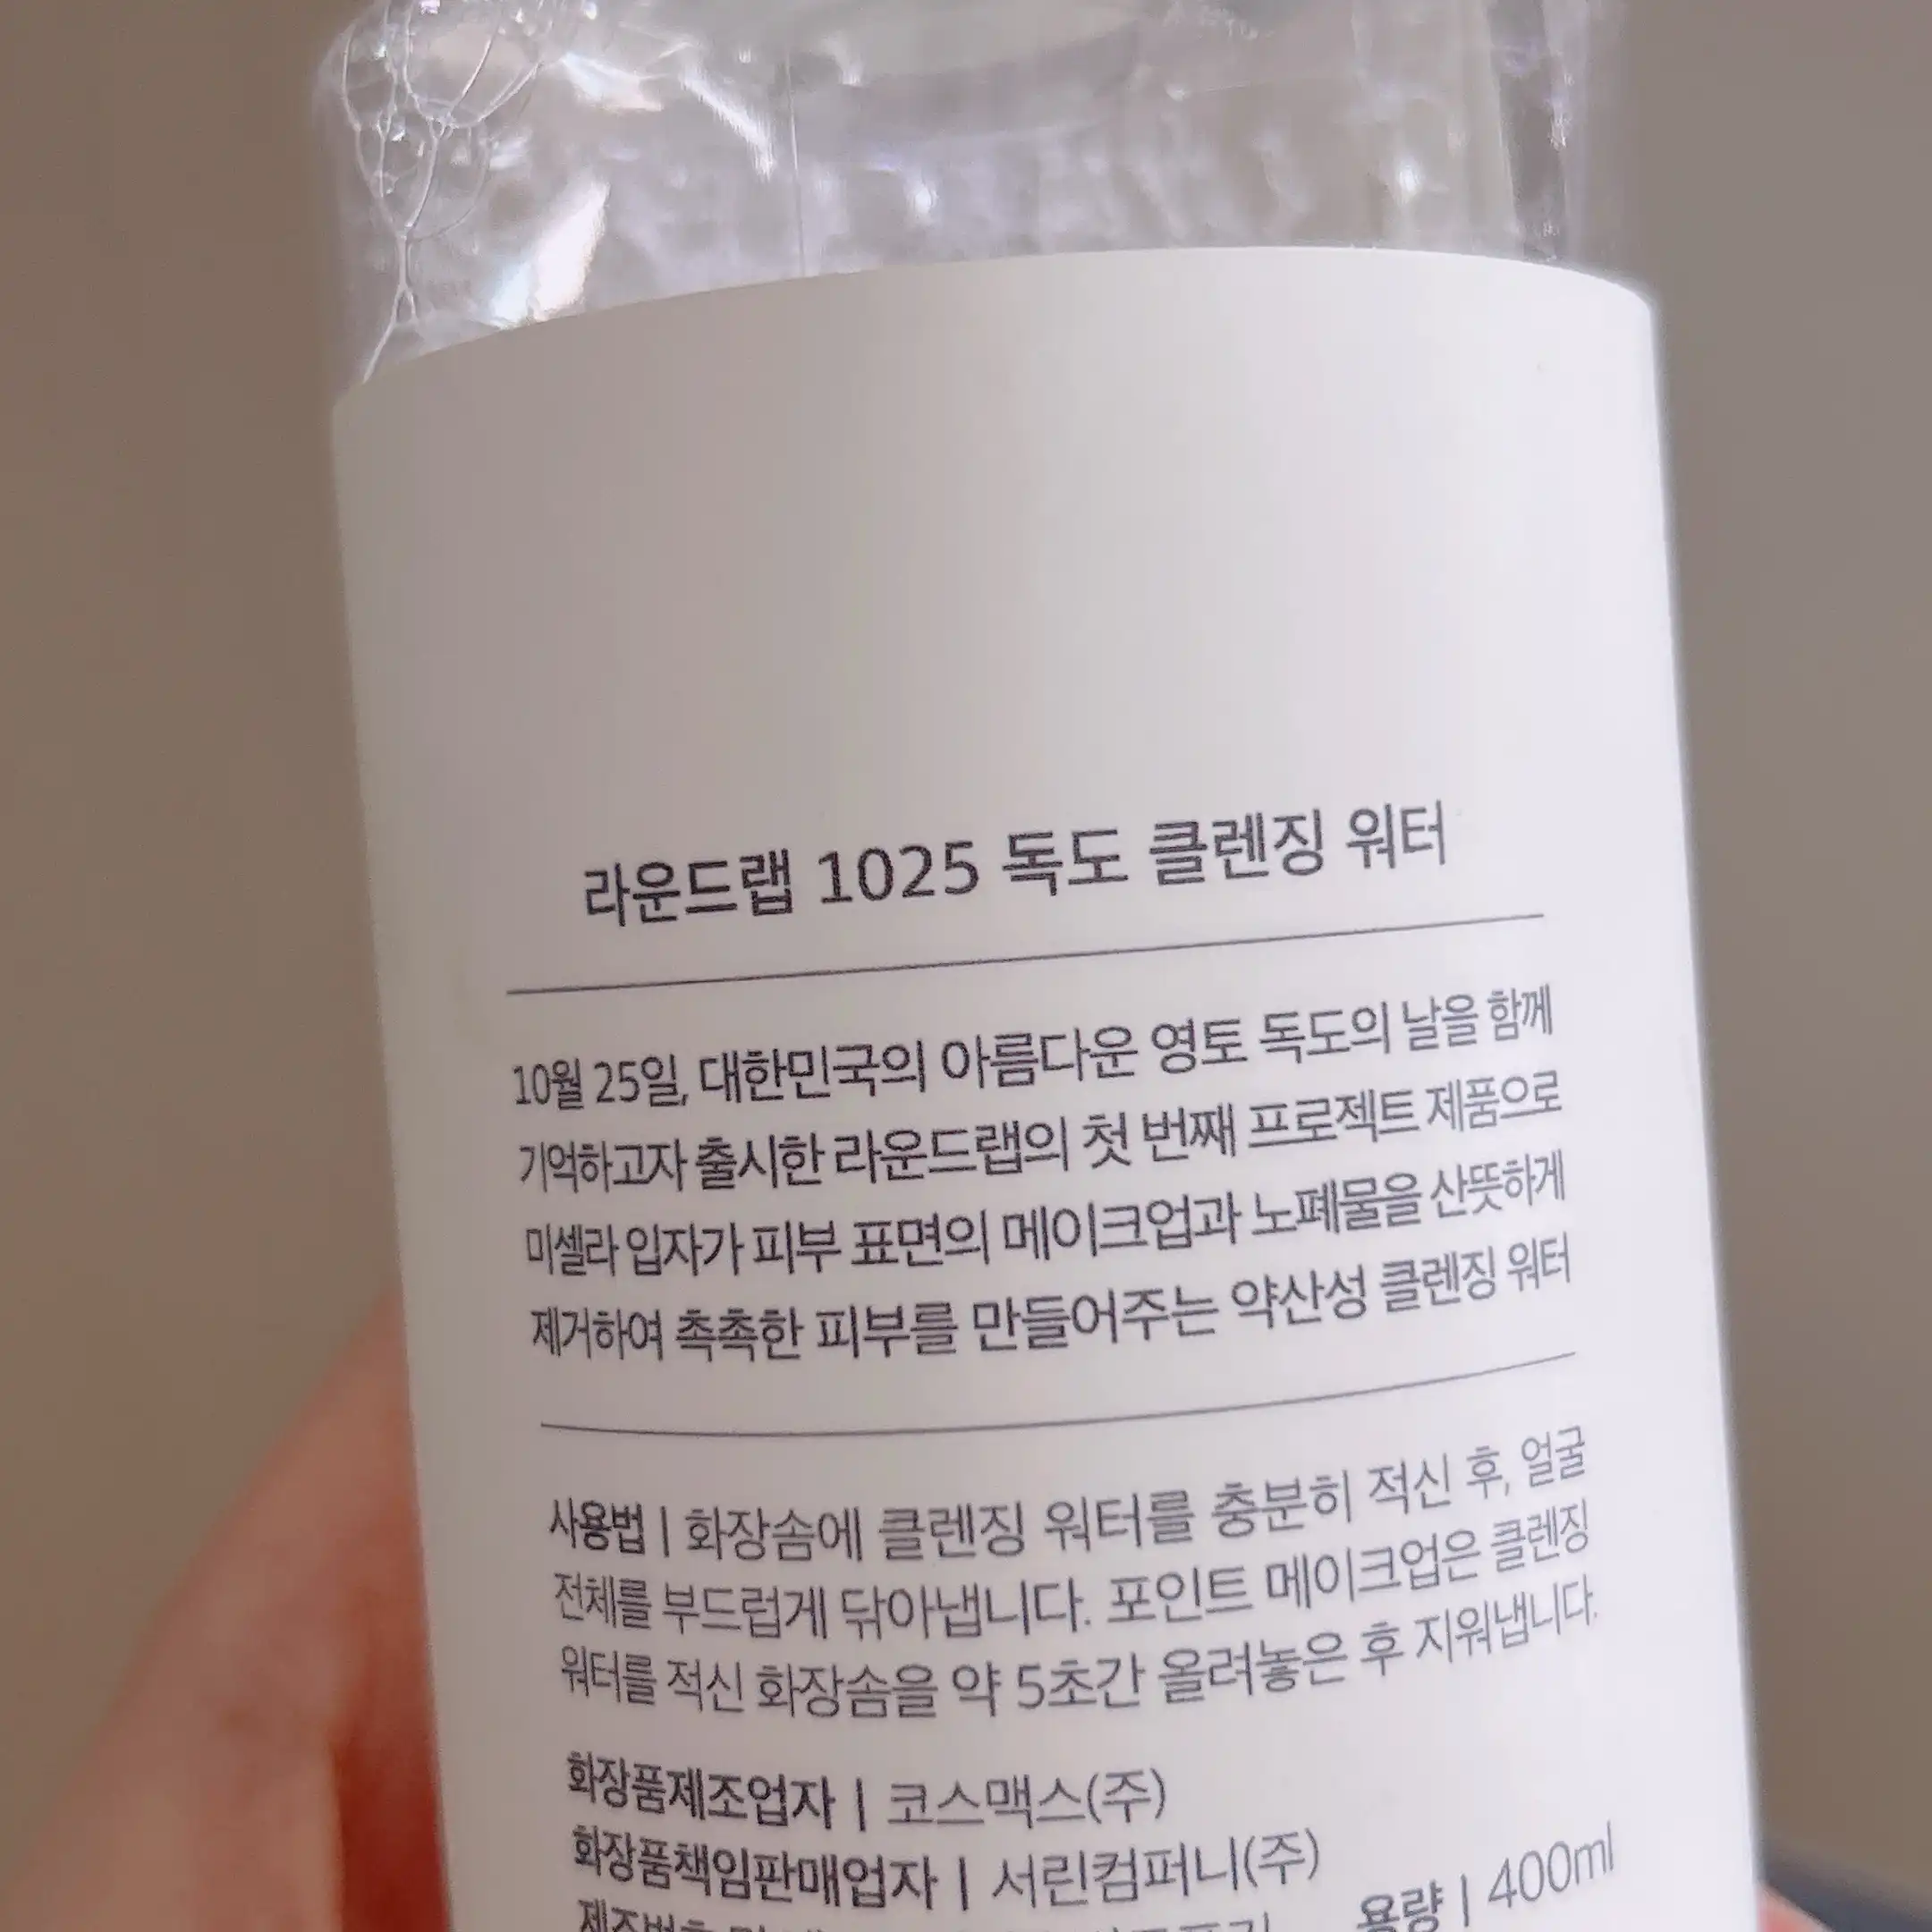 라운드랩 1025 독도 클렌징 워터
10월 25일, 대한민국의 아름다운 영토 독도의 날을 함께
기억하고자 출시한 라운드랩의 첫 번째 프로젝트 제품으로
미셀라 입자가 피부 표면의 메이크업과 노폐물을 산뜻하게
제거하여 촉촉한 피부를 만들어주는 약산성 클렌징 워터
사용법 | 화장솜에 클렌징 워터를 충분히 적신 후, 얼굴
전체를 부드럽게 닦아냅니다. 포인트 메이크업은 클렌징
워터를 적신 화장솜을 약 5초간 올려놓은 후 지워냅니다.
화장품제조업자 | 코스맥스(주)
화장품책임판매업자 | 서린컴퍼니(주)
용량 | 400ml